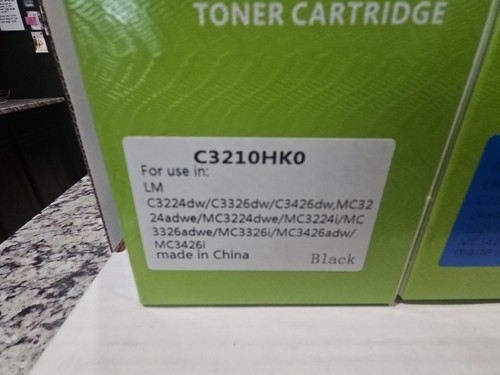 TONER CARTRIDGE
C3210HK0
For use in:
LM
C3224dw/C3326dw/C3426dw,MC32
24adwe/MC3224dwe/MC3224i/MC
3326adwe/MC3326i/MC3426adw/
MC3426i
made in China
Black